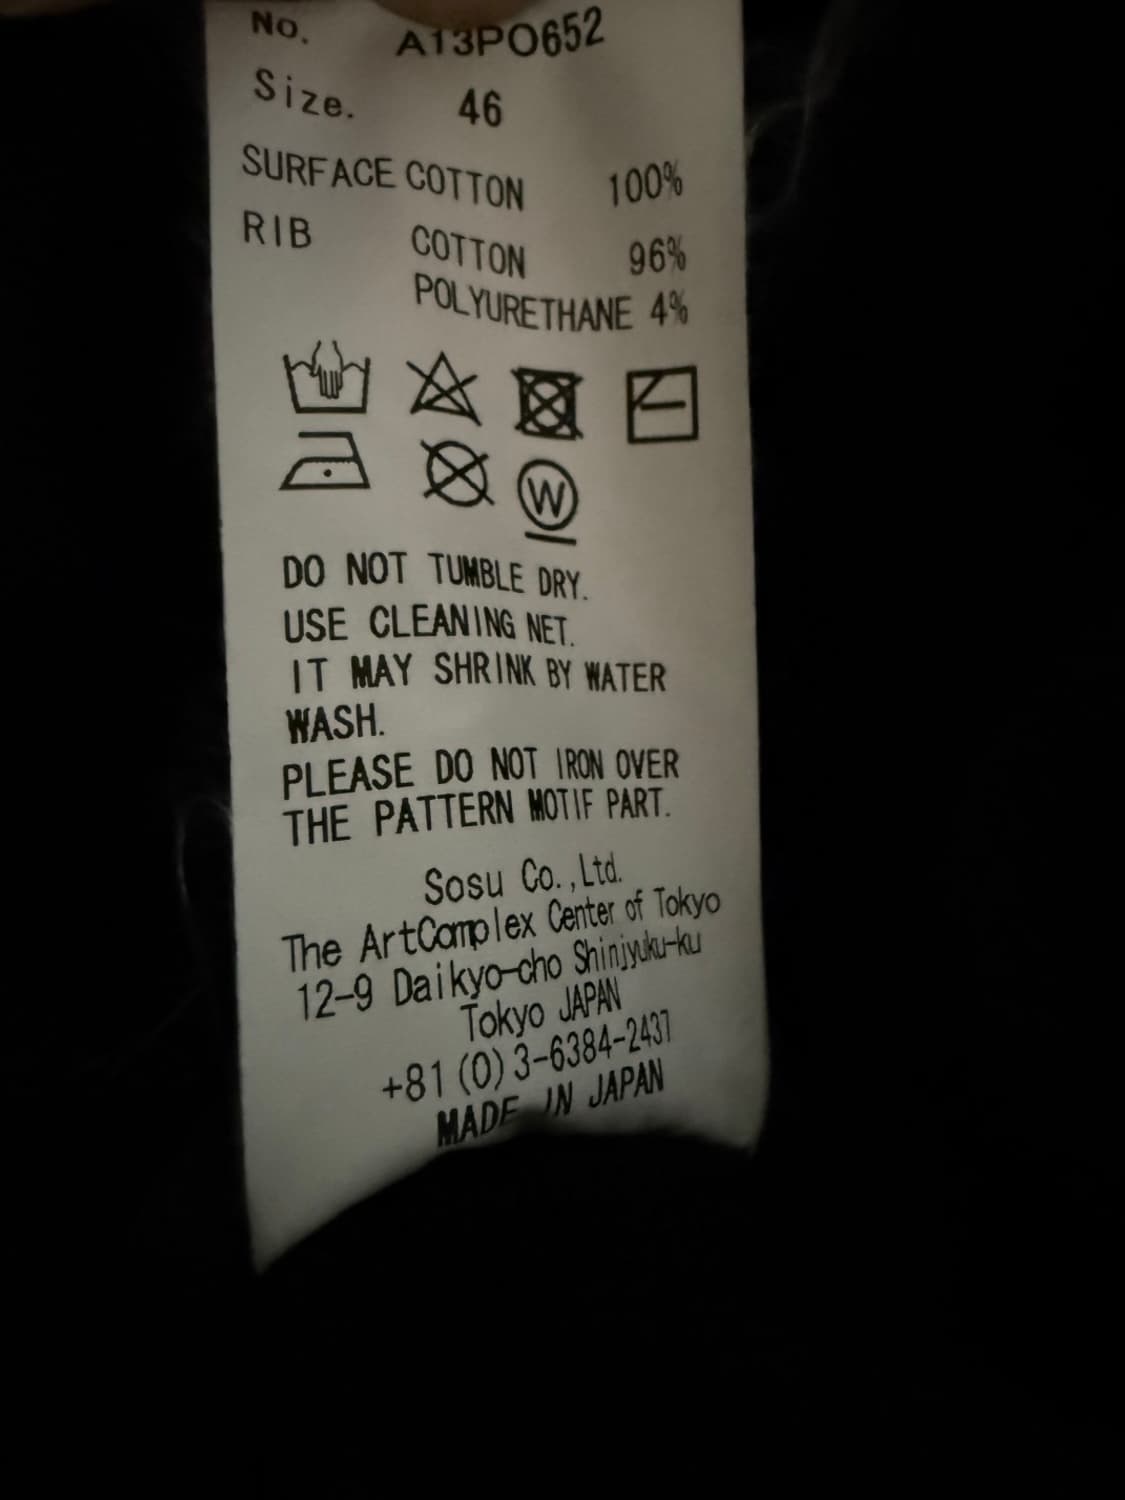 No. A13PO652
Size. 46
SURFACE COTTON 100%
RIB COTTON 96%
POLYURETHANE 4%
W
DO NOT TUMBLE DRY.
USE CLEANING NET.
IT MAY SHRINK BY WATER
WASH.
PLEASE DO NOT IRON OVER
THE PATTERN MOTIF PART.
Sosu Co.,Ltd.
The ArtComplex Center of Tokyo
12-9 Daikyo-cho Shinjyuku-ku
Tokyo JAPAN
+81(0)3-6384-2437
MADE IN JAPAN